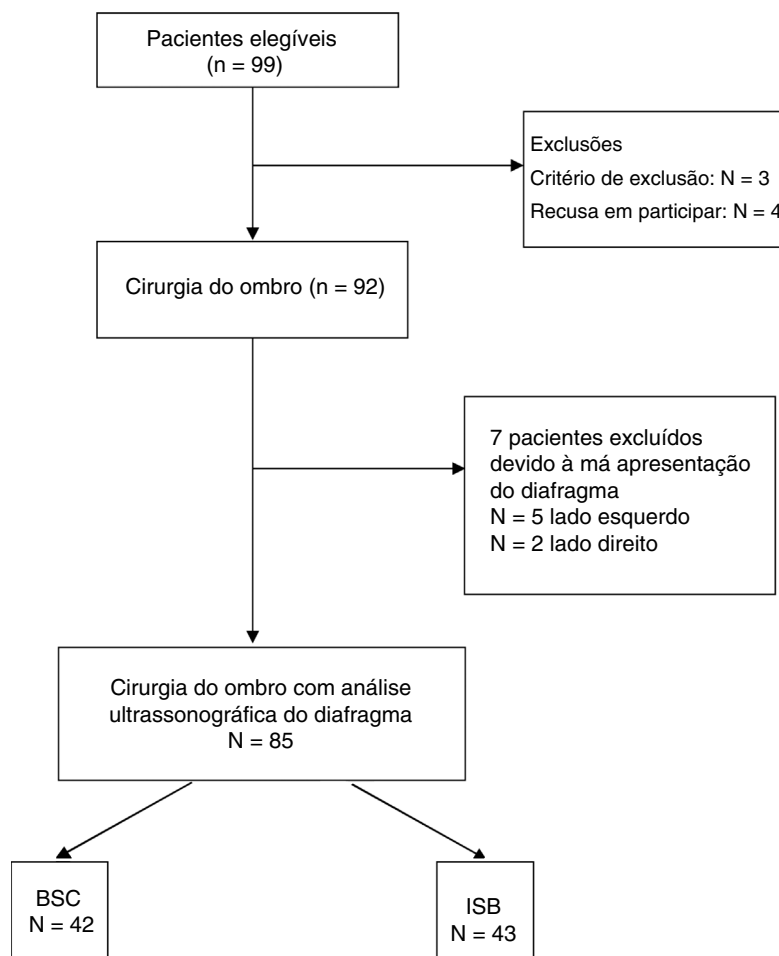 Pacientes elegíveis
(n = 99)
Exclusões
Critério de exclusão: N = 3
Recusa em participar: N = 4
Cirurgia do ombro (n = 92)
7 pacientes excluídos
devido à má apresentação
do diafragma
N = 5 lado esquerdo
N = 2 lado direito
Cirurgia do ombro com análise
ultrassonográfica do diafragma
N = 85
BSC
N = 42
ISB
N = 43